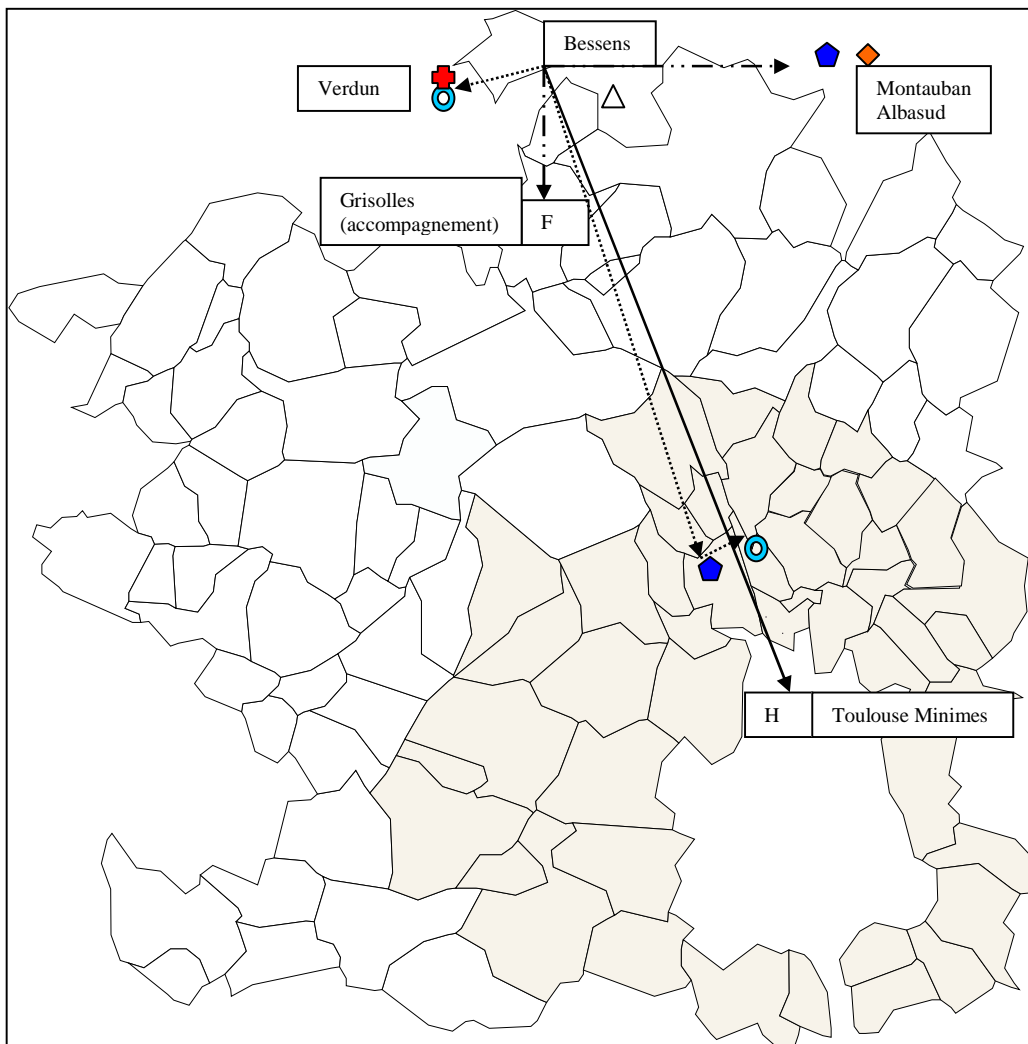 Bessens
Verdun
Montauban
Albasud
Grisolles
(accompagnement)
F
H
Toulouse Minimes